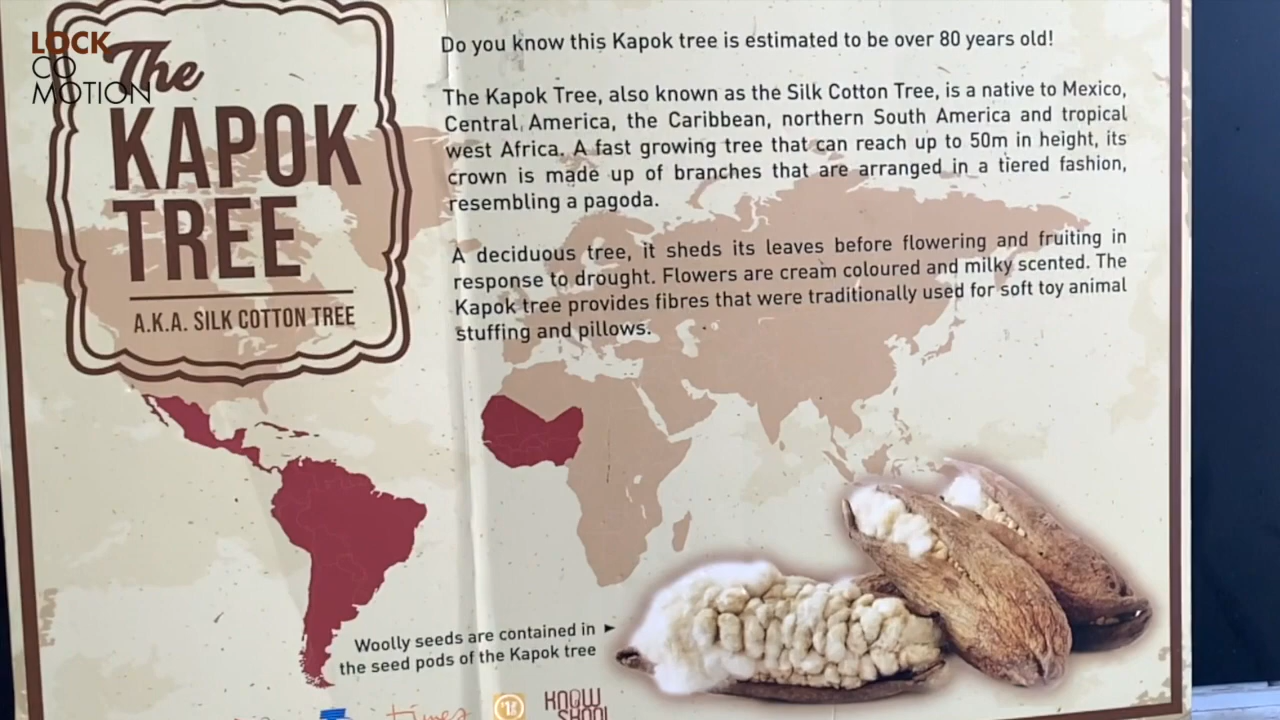 LOCK
CO
MOTION
The
KAPOK
TREE
A.K.A. SILK COTTON TREE
Do you know this Kapok tree is estimated to be over 80 years old!
The Kapok Tree, also known as the Silk Cotton Tree, is a native to Mexico,
Central America, the Caribbean, northern South America and tropical
west Africa. A fast growing tree that can reach up to 50m in height, its
crown is made up of branches that are arranged in a tiered fashion,
resembling a pagoda.
A deciduous tree, it sheds its leaves before flowering and fruiting in
response to drought. Flowers are cream coloured and milky scented. The
Kapok tree provides fibres that were traditionally used for soft toy animal
stuffing and pillows.
Woolly seeds are contained in
the seed pods of the Kapok tree
times
KNOW